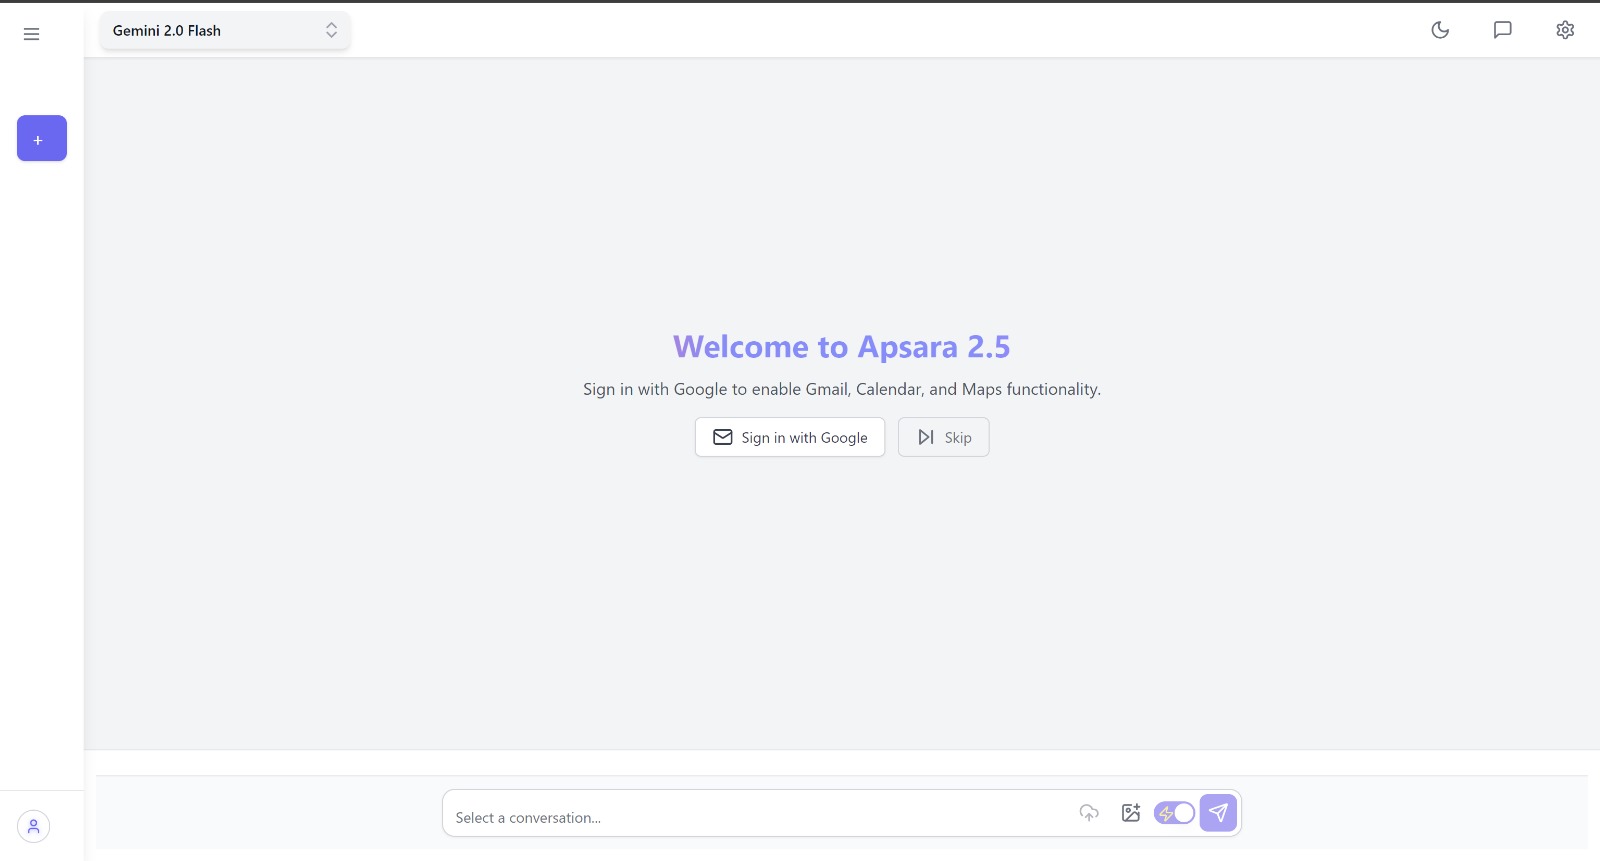 Gemini 2.0 Flash
+
Welcome to Apsara 2.5
Sign in with Google to enable Gmail, Calendar, and Maps functionality.
Sign in with Google
Skip
Select a conversation...